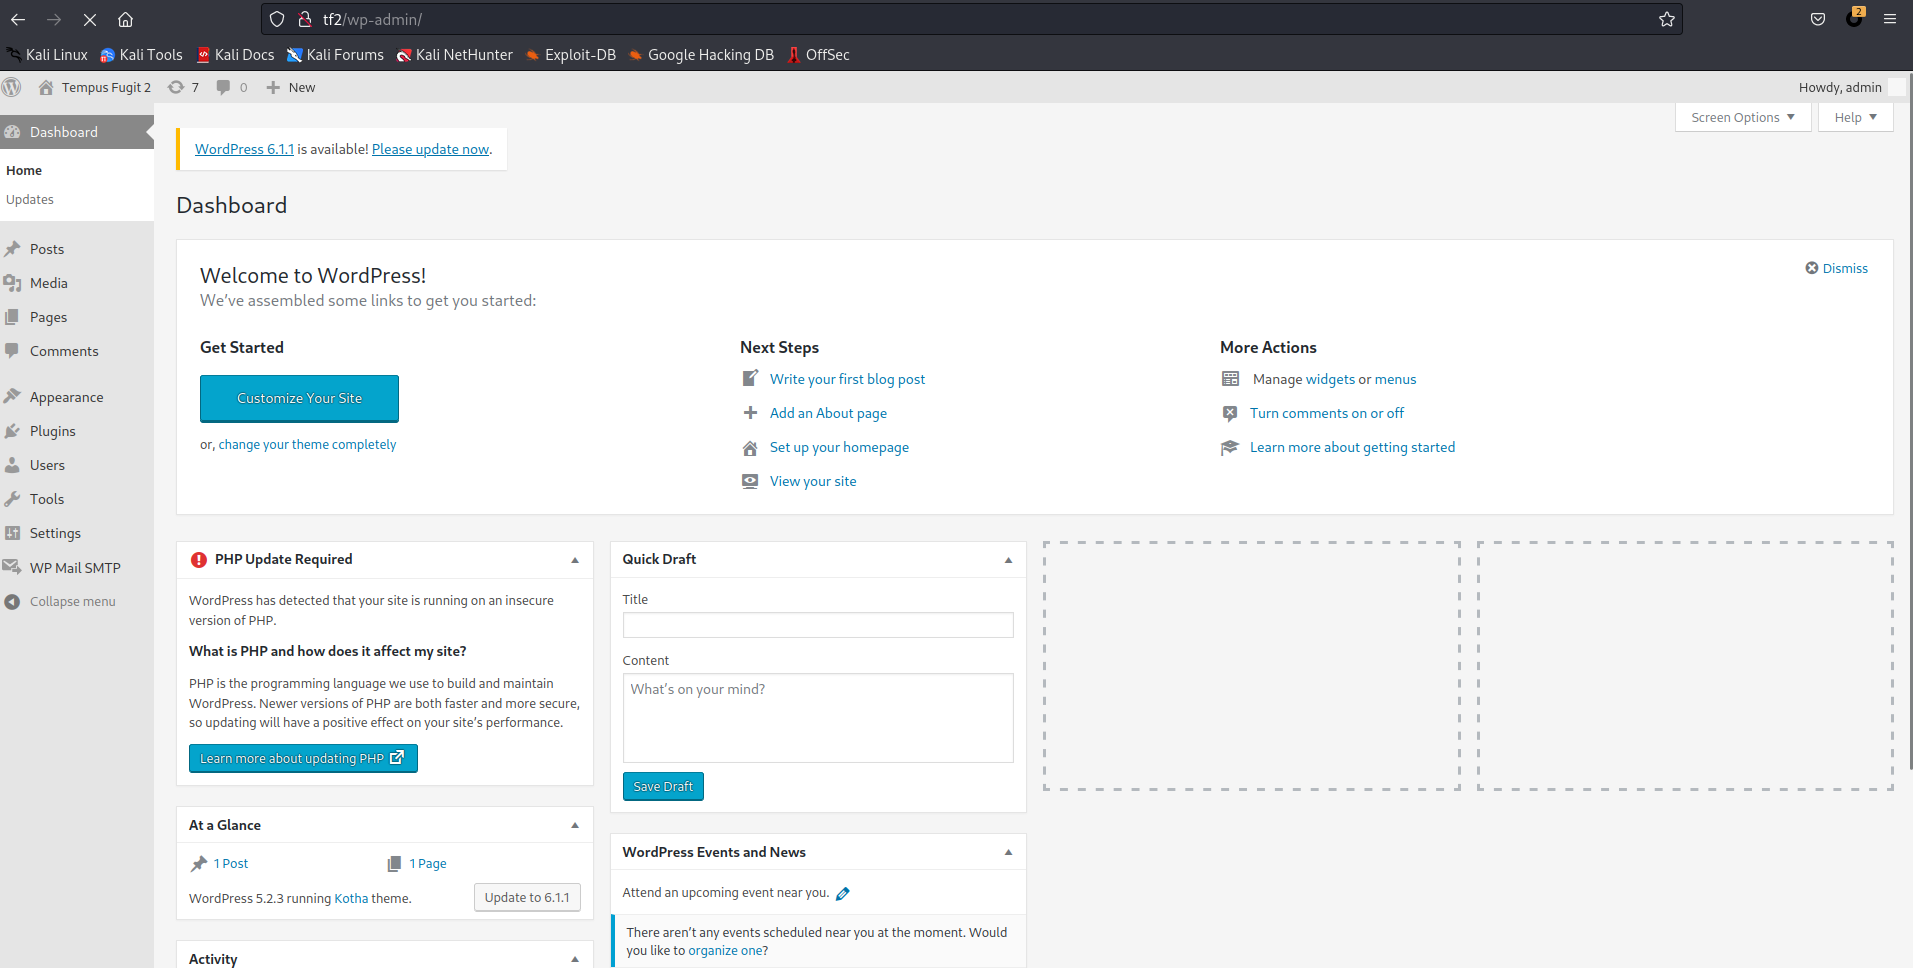 tf2/wp-admin/
2
Kali Linux Kali Tools Kali Docs Kali Forums Kali NetHunter Exploit-DB Google Hacking DB OffSec
Tempus Fugit 2 7 0 New Howdy, admin
Screen Options Help
Dashboard
Home
Updates
Posts
Media
Pages
Comments
Appearance
Plugins
Users
Tools
Settings
WP Mail SMTP
Collapse menu
WordPress 6.1.1 is available! Please update now.
Dashboard
Welcome to WordPress!
We've assembled some links to get you started:
Dismiss
Get Started
Customize Your Site
or, change your theme completely
Next Steps
Write your first blog post
Add an About page
Set up your homepage
View your site
More Actions
Manage widgets or menus
Turn comments on or off
Learn more about getting started
PHP Update Required
WordPress has detected that your site is running on an insecure
version of PHP.
What is PHP and how does it affect my site?
PHP is the programming language we use to build and maintain
WordPress. Newer versions of PHP are both faster and more secure,
so updating will have a positive effect on your site's performance.
Learn more about updating PHP
At a Glance
1 Post 1 Page
WordPress 5.2.3 running Kotha theme. Update to 6.1.1
Activity
Quick Draft
Title
Content
What's on your mind?
Save Draft
WordPress Events and News
Attend an upcoming event near you.
There aren't any events scheduled near you at the moment. Would
you like to organize one?